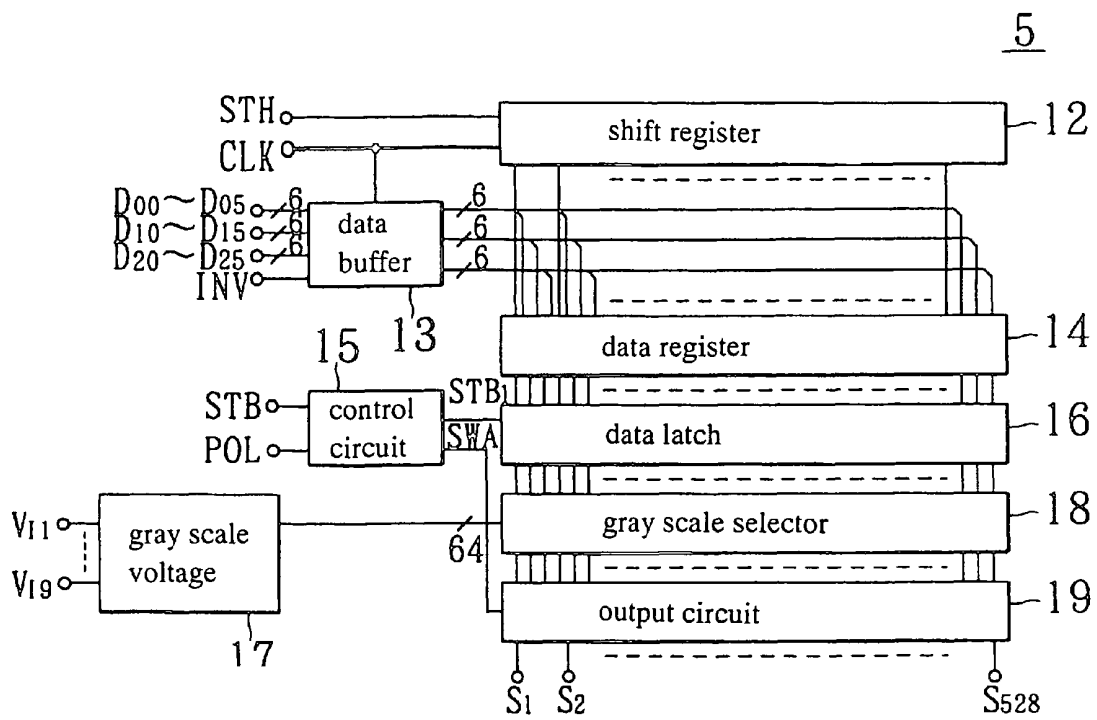 5
STH
CLK
shift register
12
D00~D05
6
6
D10~D15
6
6
D20~D25
6
6
INV
data
buffer
13
data register
14
15
STB
POL
control
circuit
STB1
SWA
data latch
16
VI1
VI9
gray scale
voltage
17
64
gray scale selector
18
output circuit
19
S1
S2
S528